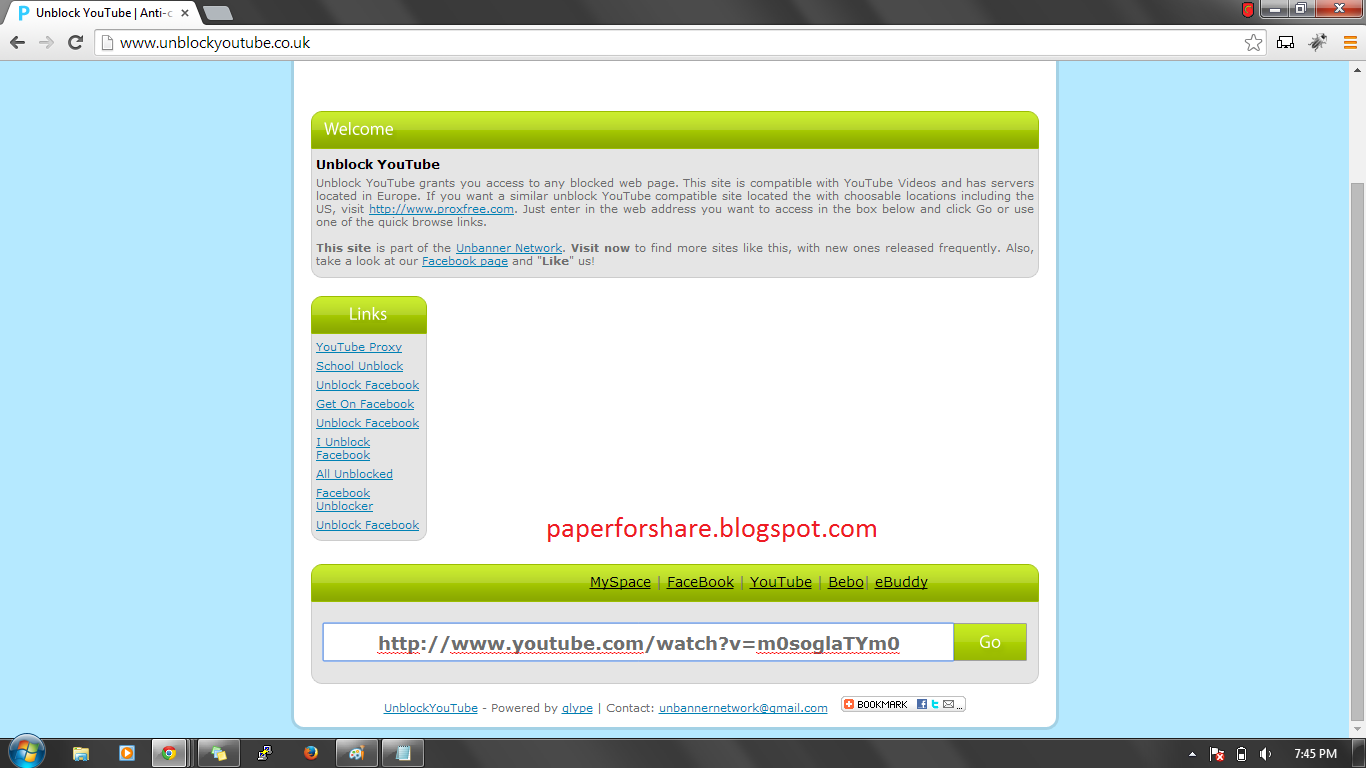 Unblock YouTube | Anti-c
www.unblockyoutube.co.uk
Welcome
Unblock YouTube
Unblock YouTube grants you access to any blocked web page. This site is compatible with YouTube Videos and has servers
located in Europe. If you want a similar unblock YouTube compatible site located the with choosable locations including the
US, visit http://www.proxfree.com. Just enter in the web address you want to access in the box below and click Go or use
one of the quick browse links.
This site is part of the Unbanner Network. Visit now to find more sites like this, with new ones released frequently. Also,
take a look at our Facebook page and "Like" us!
Links
YouTube Proxy
School Unblock
Unblock Facebook
Get On Facebook
Unblock Facebook
I Unblock
Facebook
All Unblocked
Facebook
Unblocker
Unblock Facebook
paperforshare.blogspot.com
MySpace | FaceBook | YouTube | Bebo| eBuddy
http://www.youtube.com/watch?v=m0soglaTYm0
Go
UnblockYouTube - Powered by glype | Contact: unbannernetwork@gmail.com
BOOKMARK
7:45 PM